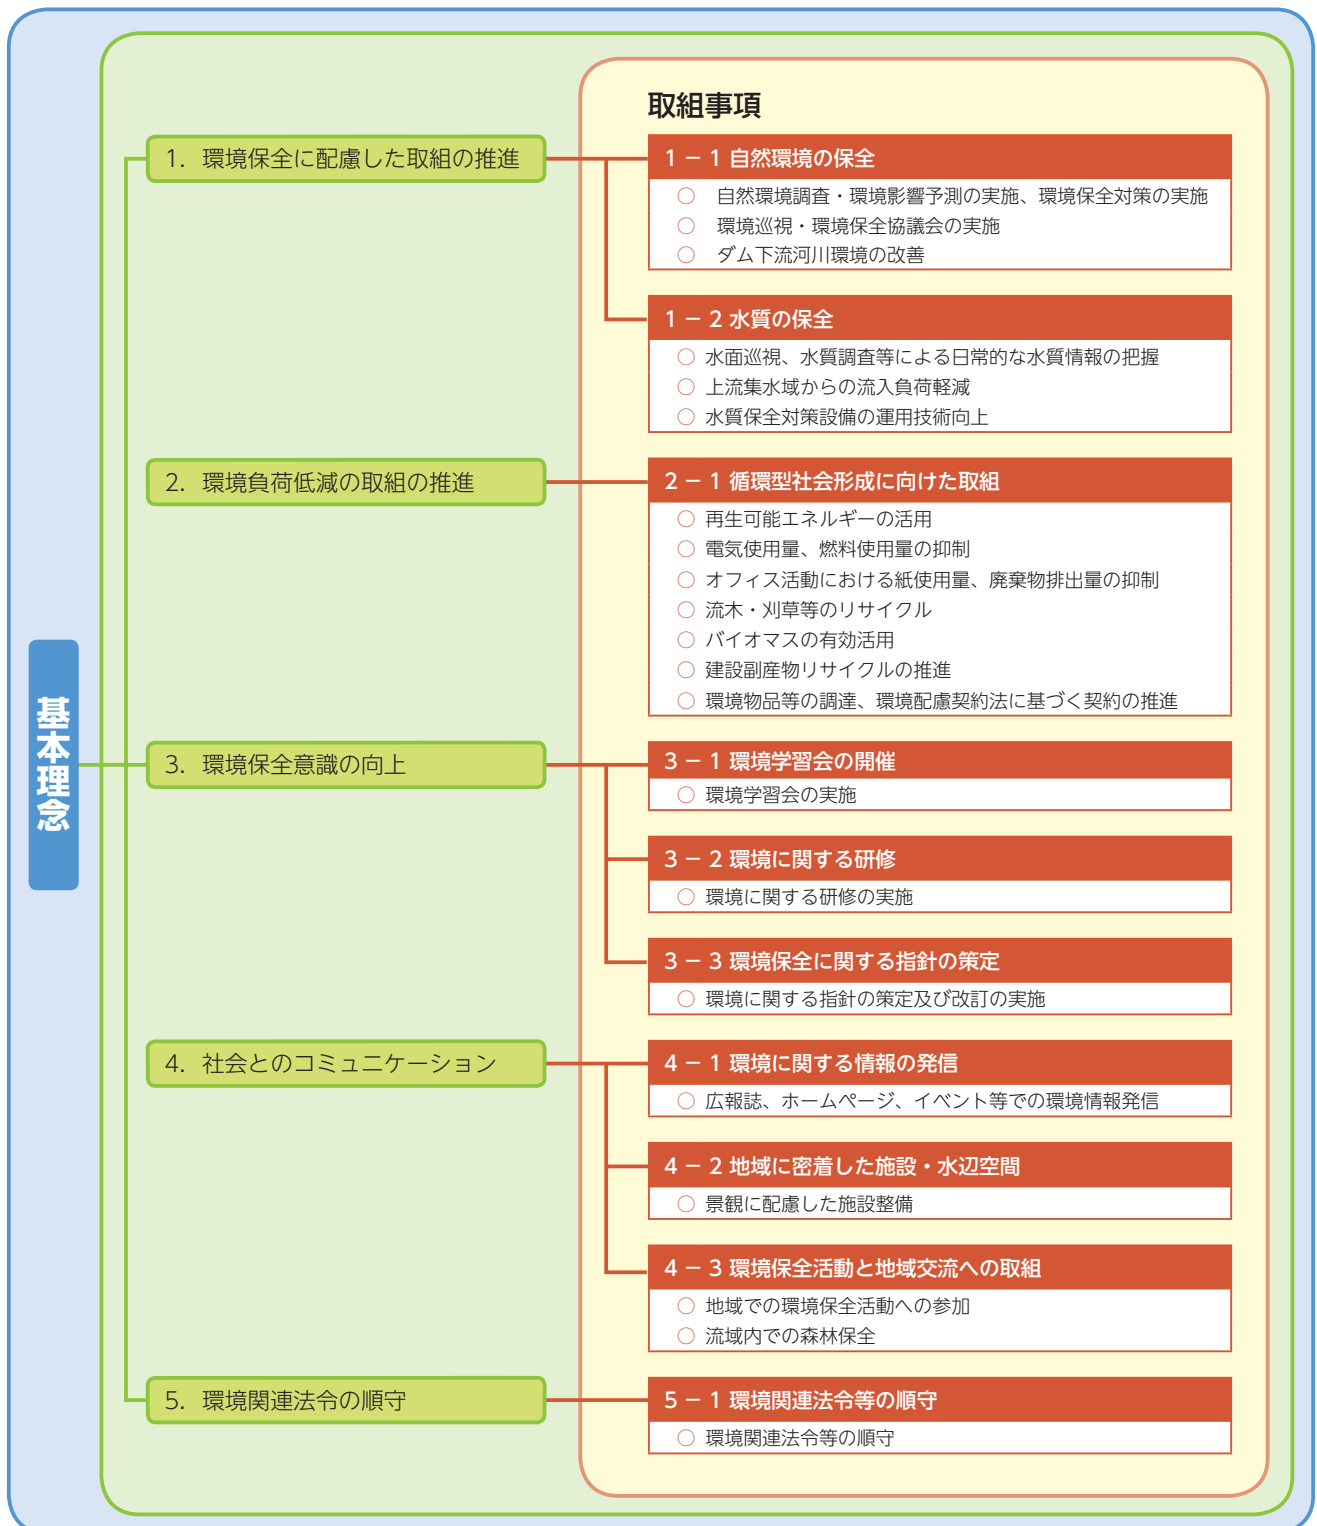 基本理念
取組事項
1. 環境保全に配慮した取組の推進
1－1 自然環境の保全
○ 自然環境調査・環境影響予測の実施、環境保全対策の実施
○ 環境巡視・環境保全協議会の実施
○ ダム下流河川環境の改善
1－2 水質の保全
○ 水面巡視、水質調査等による日常的な水質情報の把握
○ 上流集水域からの流入負荷軽減
○ 水質保全対策設備の運用技術向上
2. 環境負荷低減の取組の推進
2－1 循環型社会形成に向けた取組
○ 再生可能エネルギーの活用
○ 電気使用量、燃料使用量の抑制
○ オフィス活動における紙使用量、廃棄物排出量の抑制
○ 流木・刈草等のリサイクル
○ バイオマスの有効活用
○ 建設副産物リサイクルの推進
○ 環境物品等の調達、環境配慮契約法に基づく契約の推進
3. 環境保全意識の向上
3－1 環境学習会の開催
○ 環境学習会の実施
3－2 環境に関する研修
○ 環境に関する研修の実施
3－3 環境保全に関する指針の策定
○ 環境に関する指針の策定及び改訂の実施
4. 社会とのコミュニケーション
4－1 環境に関する情報の発信
○ 広報誌、ホームページ、イベント等での環境情報発信
4－2 地域に密着した施設・水辺空間
○ 景観に配慮した施設整備
4－3 環境保全活動と地域交流への取組
○ 地域での環境保全活動への参加
○ 流域内での森林保全
5. 環境関連法令の順守
5－1 環境関連法令等の順守
○ 環境関連法令等の順守